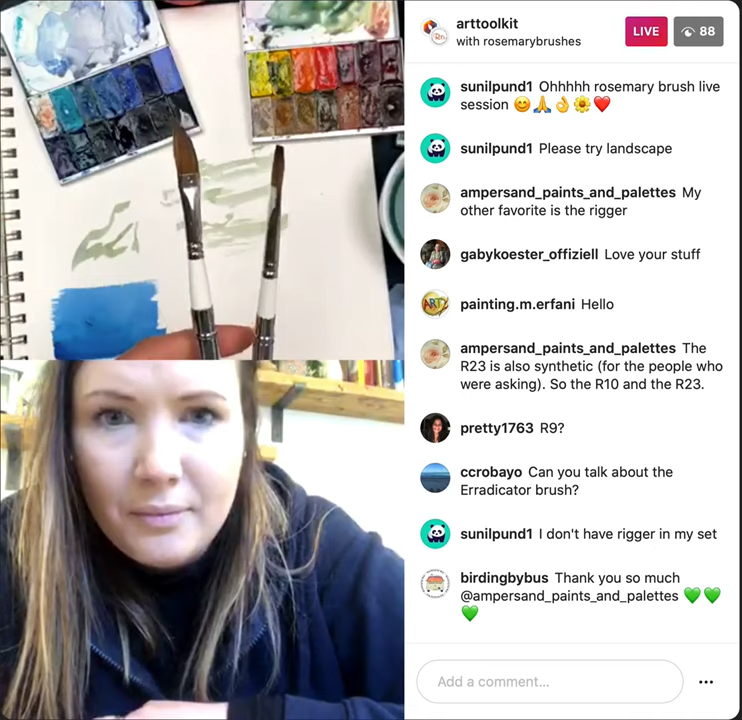 arttoolkit
with rosemarybrushes
LIVE
88
sunilpund1 Ohhhhh rosemary brush live
session 😊🙏👌🌼❤️
sunilpund1 Please try landscape
ampersand_paints_and_palettes My
other favorite is the rigger
gabykoester_offiziell Love your stuff
painting.m.erfani Hello
ARTY
ampersand_paints_and_palettes The
R23 is also synthetic (for the people who
were asking). So the R10 and the R23.
pretty1763 R9?
ccrobayo Can you talk about the
Erradicator brush?
sunilpund1 I don't have rigger in my set
birdingbybus Thank you so much
@ampersand_paints_and_palettes 💚💚
💚
Add a comment...